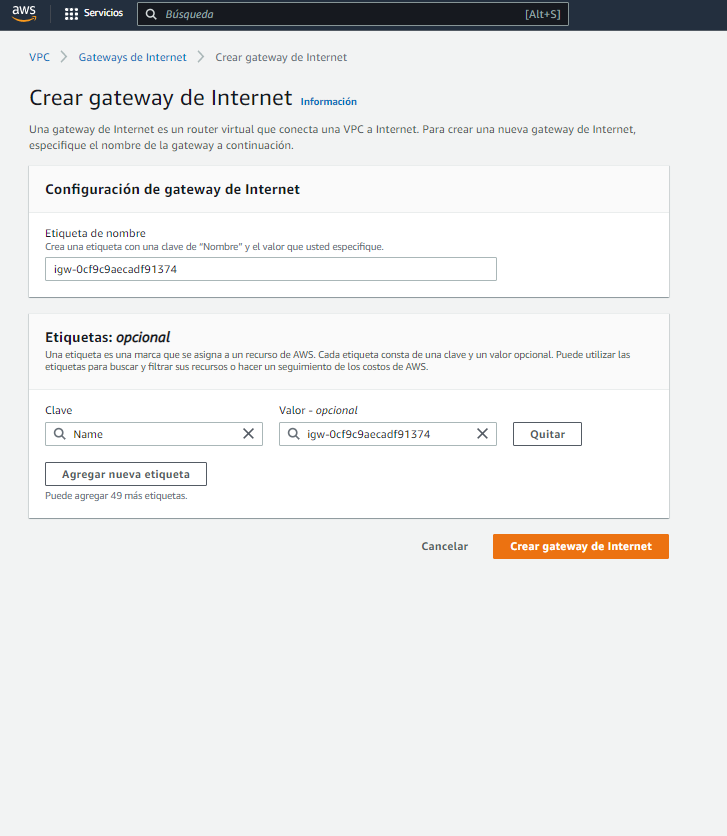 aws
Servicios
Búsqueda [Alt+S]
VPC > Gateways de Internet > Crear gateway de Internet
Crear gateway de Internet Información
Una gateway de Internet es un router virtual que conecta una VPC a Internet. Para crear una nueva gateway de Internet,
especifique el nombre de la gateway a continuación.
Configuración de gateway de Internet
Etiqueta de nombre
Crea una etiqueta con una clave de "Nombre" y el valor que usted especifique.
igw-0cf9c9aecadf91374
Etiquetas: opcional
Una etiqueta es una marca que se asigna a un recurso de AWS. Cada etiqueta consta de una clave y un valor opcional. Puede utilizar las
etiquetas para buscar y filtrar sus recursos o hacer un seguimiento de los costos de AWS.
Clave Valor - opcional
Name igw-0cf9c9aecadf91374 Quitar
Agregar nueva etiqueta
Puede agregar 49 más etiquetas.
Cancelar Crear gateway de Internet